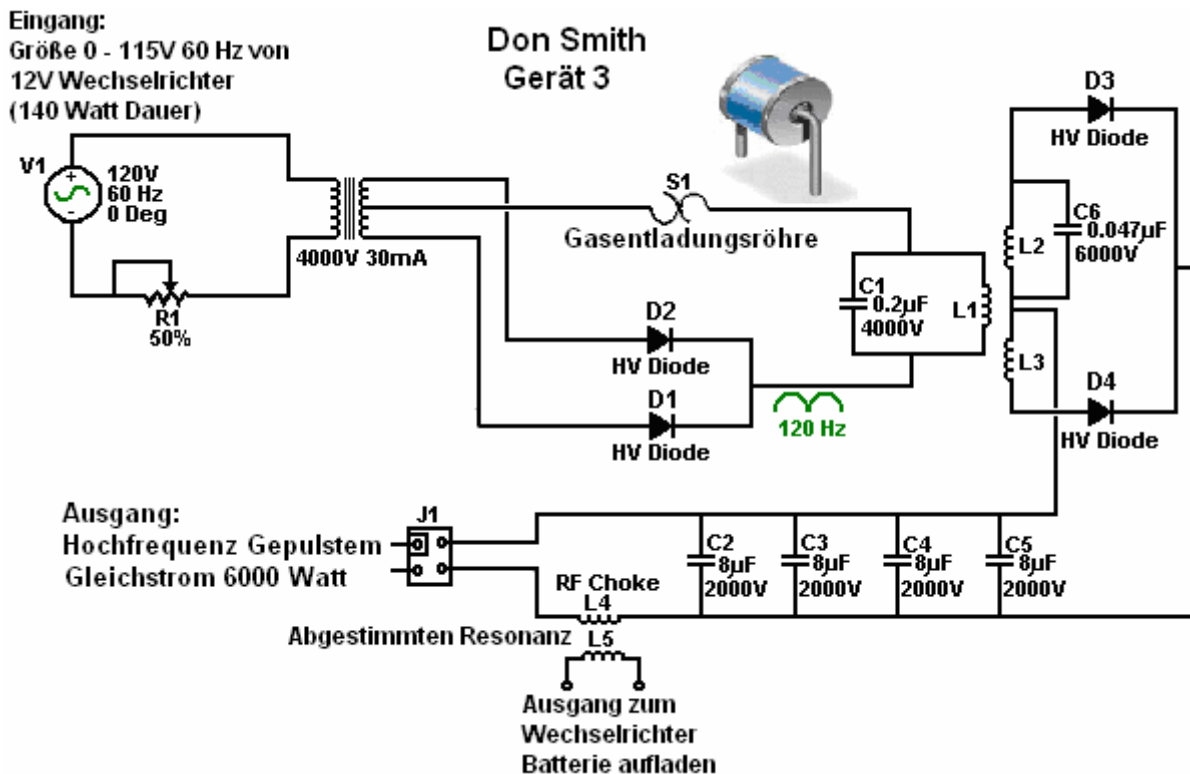 Eingang:
Größe 0 - 115V 60 Hz von
12V Wechselrichter
(140 Watt Dauer)
Don Smith
Gerät 3
V1
120V
60 Hz
0 Deg
R1
50%
4000V 30mA
S1
Gasentladungsröhre
D2
HV Diode
D1
HV Diode
120 Hz
C1
0.2µF
4000V
L1
L2
L3
C6
0.047µF
6000V
D3
HV Diode
D4
HV Diode
Ausgang:
Hochfrequenz Gepulstem
Gleichstrom 6000 Watt
J1
C2
8µF
2000V
C3
8µF
2000V
C4
8µF
2000V
C5
8µF
2000V
RF Choke
L4
Abgestimmten Resonanz
L5
Ausgang zum
Wechselrichter
Batterie aufladen